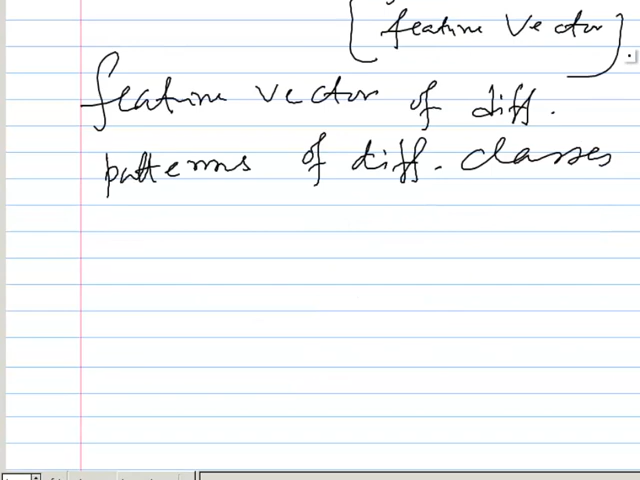 [feature Vector].
feature vector of diff.
patterns of diff. classes